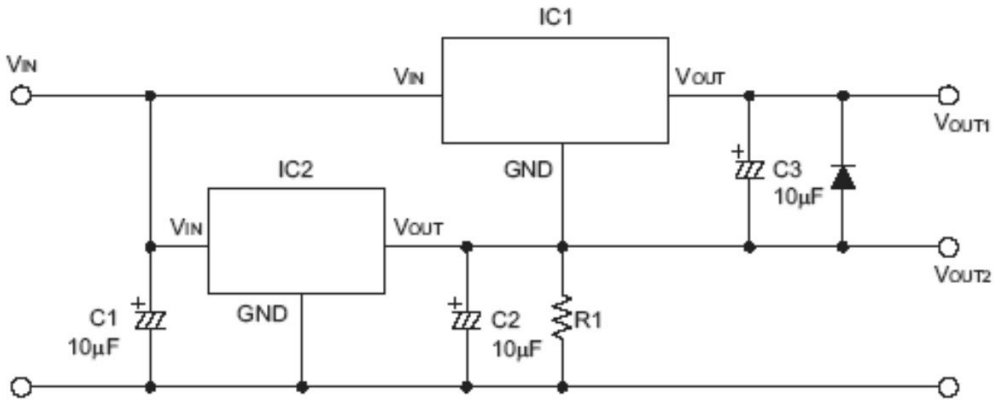 IC1
VIN
VIN
VOUT
VOUT1
GND
C3
10µF
IC2
VIN
VOUT
VOUT2
GND
C1
10µF
C2
10µF
R1
+
+
+